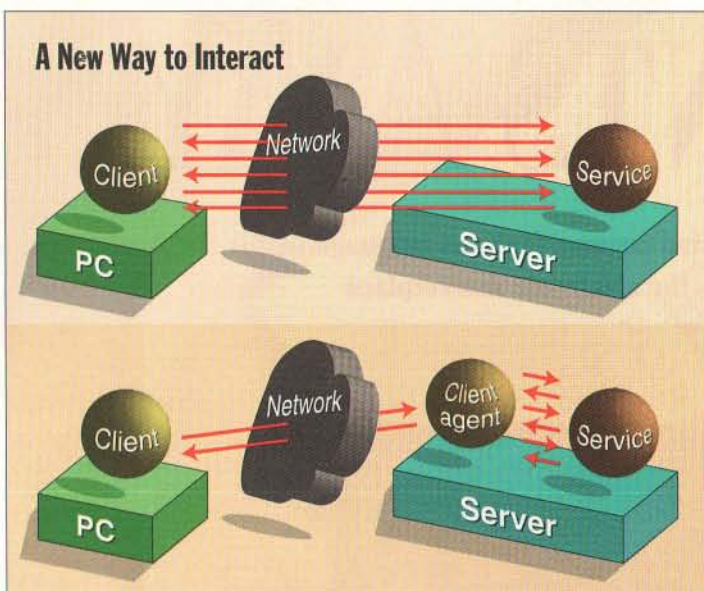 A New Way to Interact
Client
Network
Service
PC
Server
Client
Network
Client
agent
Service
PC
Server